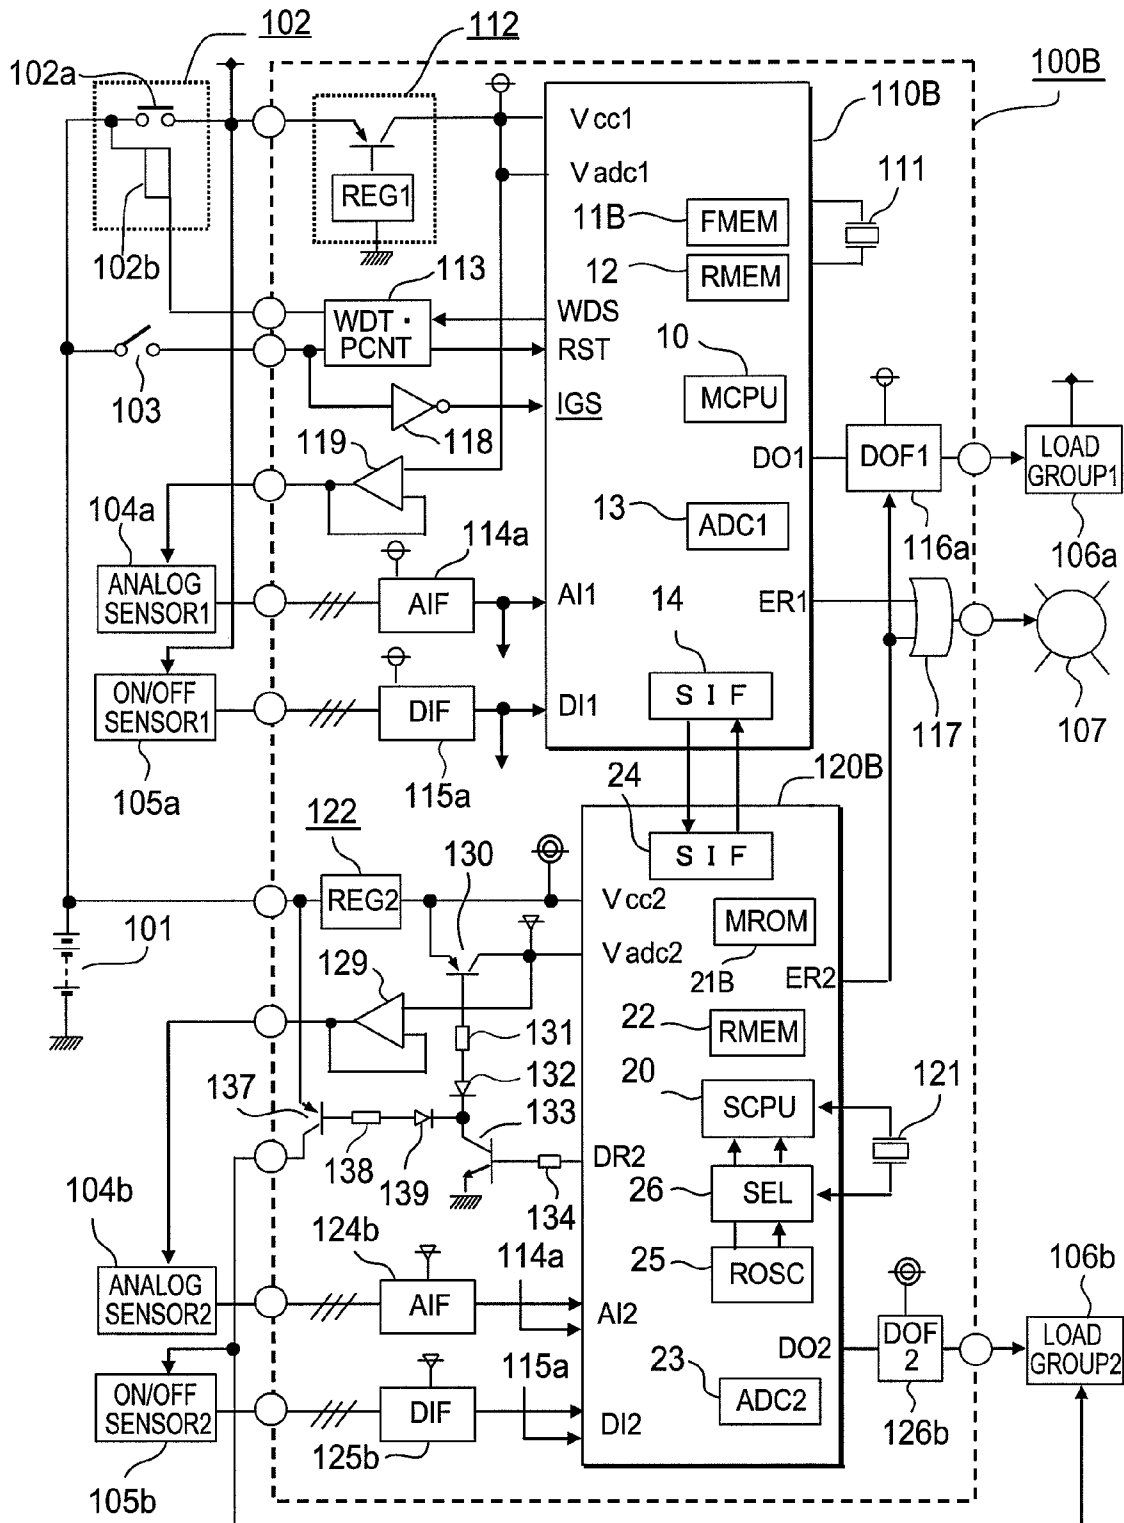 102
112
100B
102a
110B
Vcc1
Vadc1
REG1
111
11B
FMEM
12
RMEM
102b
113
WDT・
PCNT
WDS
RST
10
MCPU
103
IGS
119
118
DO1
DOF1
LOAD
GROUP1
104a
13
ADC1
114a
116a
106a
ANALOG
SENSOR1
AIF
AI1
ER1
14
SIF
ON/OFF
SENSOR1
DIF
DI1
117
107
105a
115a
24
120B
122
SIF
130
REG2
Vcc2
MROM
101
129
Vadc2
21B
ER2
22
RMEM
131
137
132
20
SCPU
121
133
138
139
DR2
134
26
SEL
104b
124b
114a
25
ROSC
106b
ANALOG
SENSOR2
AIF
AI2
DO2
DOF
2
LOAD
GROUP2
115a
23
ADC2
ON/OFF
SENSOR2
DIF
DI2
126b
125b
105b